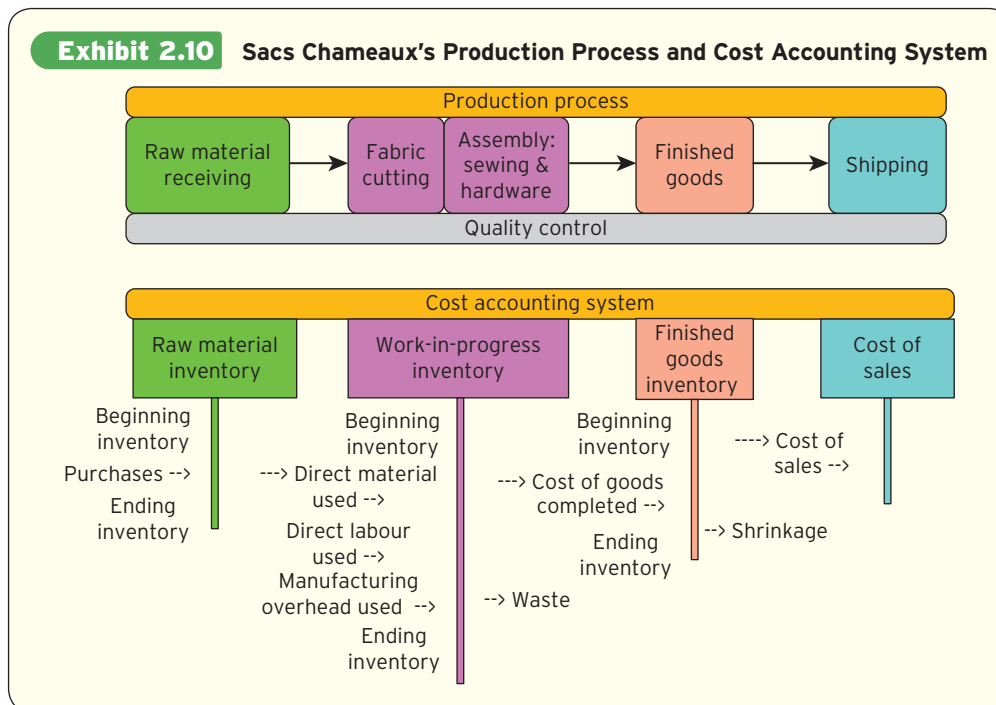 Exhibit 2.10 Sacs Chameaux's Production Process and Cost Accounting System
Production process
Raw material
receiving
Fabric
cutting
Assembly:
sewing &
hardware
Finished
goods
Shipping
Quality control
Cost accounting system
Raw material
inventory
Beginning
inventory
Purchases -->
Ending
inventory
Work-in-progress
inventory
Beginning
inventory
---> Direct material
used -->
Direct labour
used -->
Manufacturing
overhead used -->
--> Waste
Ending
inventory
Finished
goods
inventory
Beginning
inventory
---> Cost of goods
completed -->
--> Shrinkage
Ending
inventory
Cost of
sales
----> Cost of
sales -->